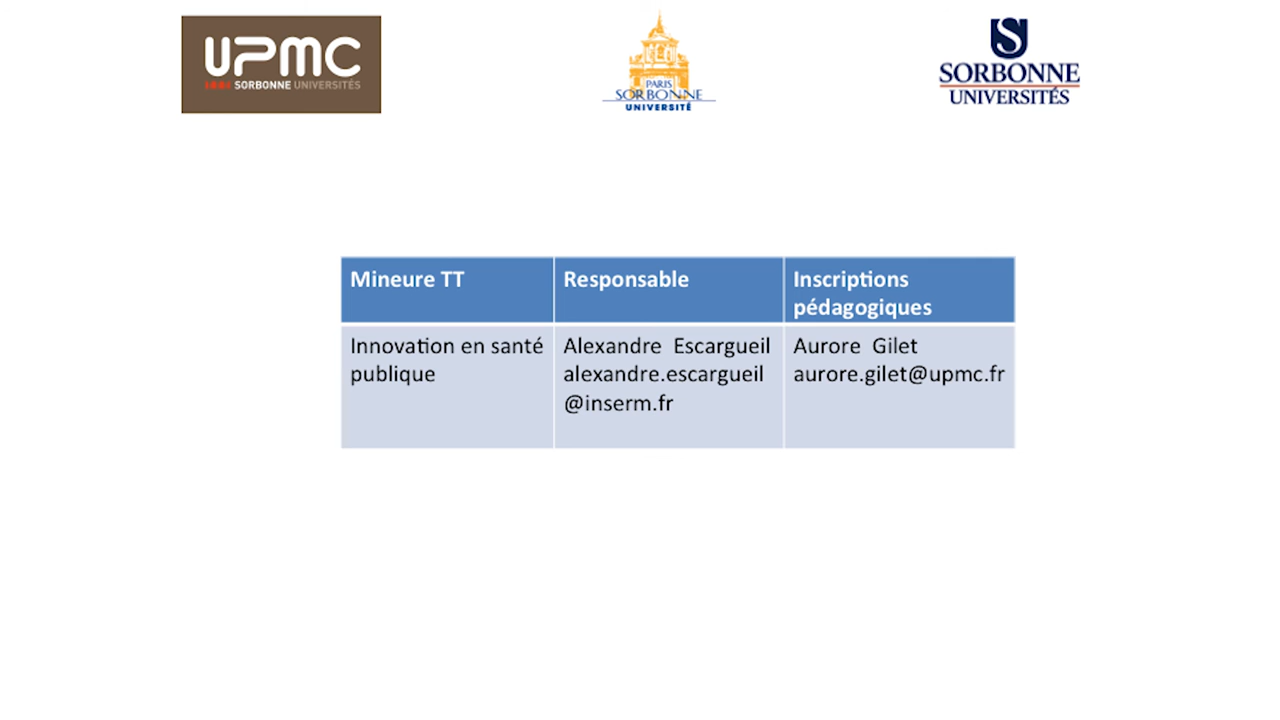 UPMC
SORBONNE UNIVERSITÉS
PARIS
SORBONNE
UNIVERSITÉ
S
SORBONNE
UNIVERSITÉS
Mineure TT
Responsable
Inscriptions
pédagogiques
Innovation en santé
publique
Alexandre Escargueil
alexandre.escargueil
@inserm.fr
Aurore Gilet
aurore.gilet@upmc.fr